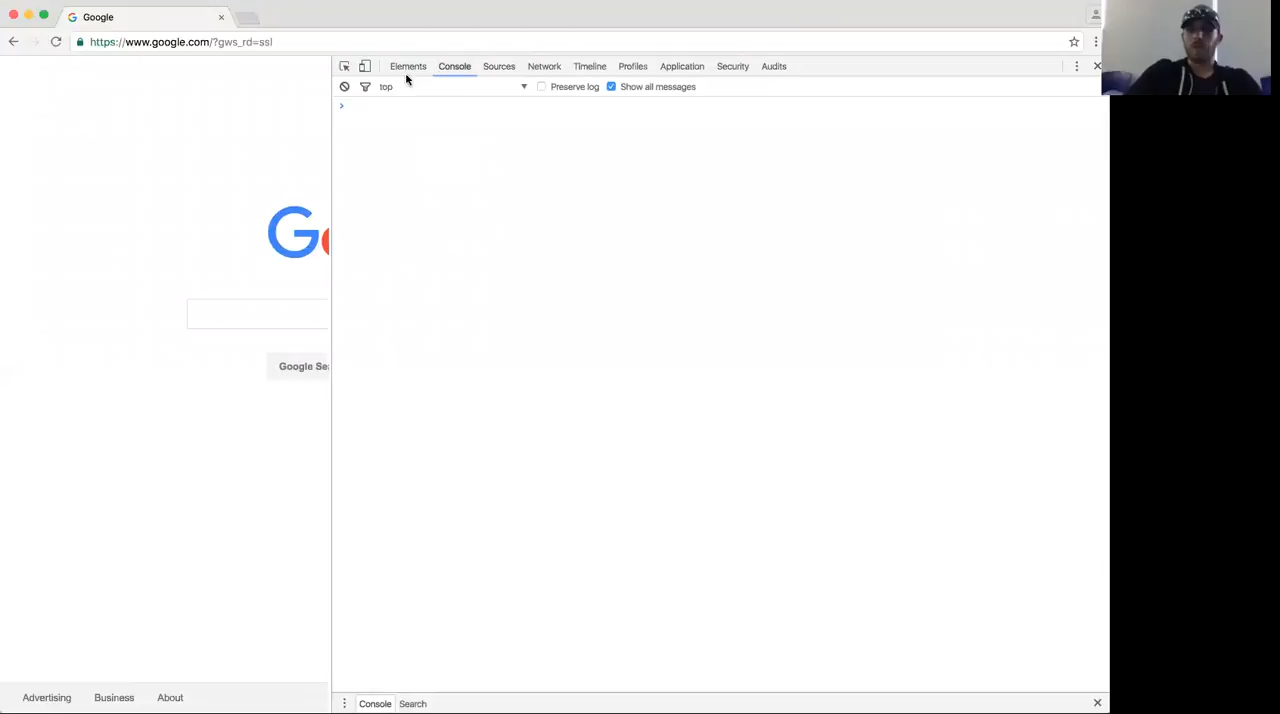 Google
https://www.google.com/?gws_rd=ssl
Elements Console Sources Network Timeline Profiles Application Security Audits
top Preserve log Show all messages
Google Se
Advertising Business About
Console Search